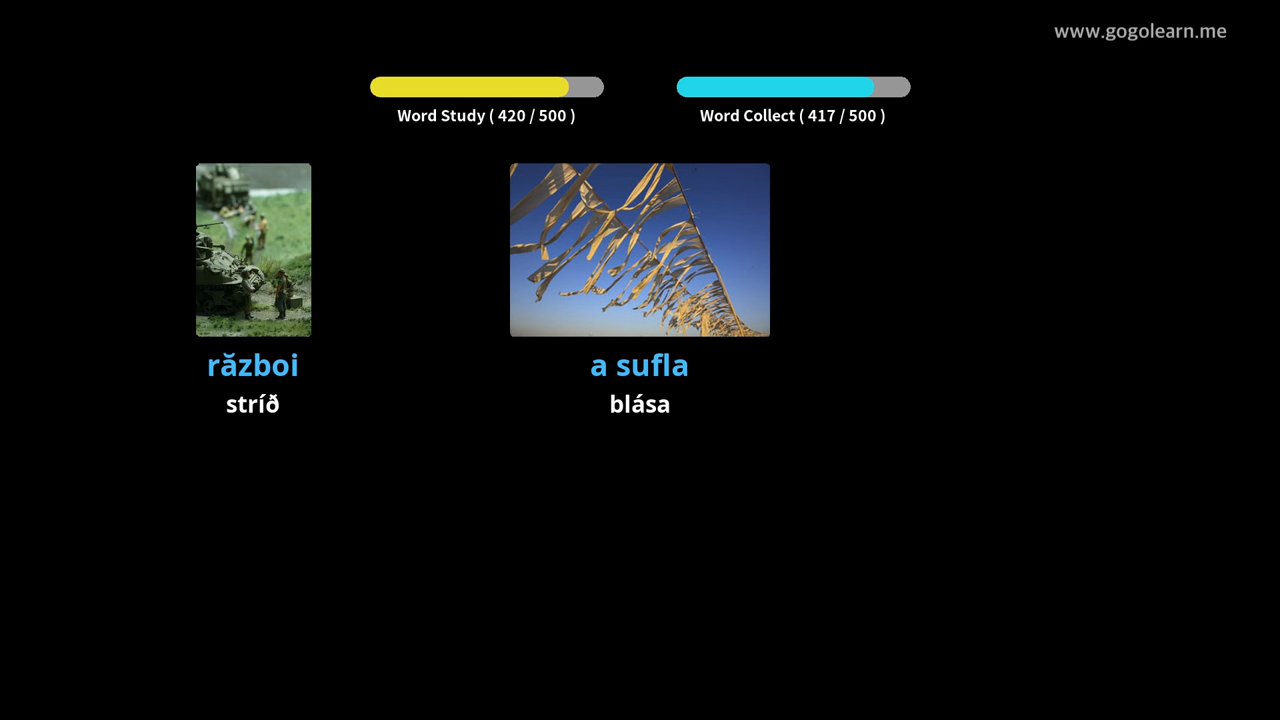 www.gogolearn.me
Word Study ( 420 / 500 )
Word Collect ( 417 / 500 )
război
stríð
a sufla
blása